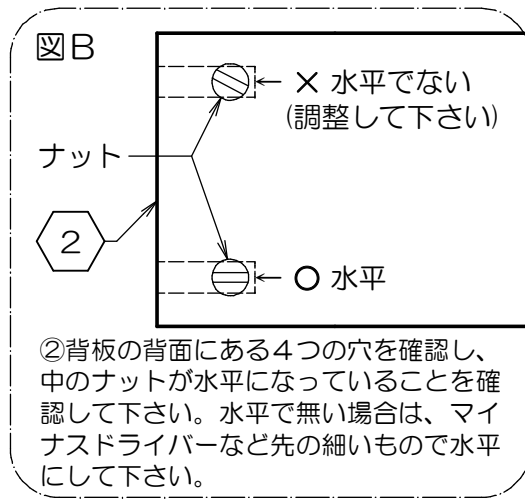 図B
× 水平でない
(調整して下さい)
ナット
2
○ 水平
②背板の背面にある4つの穴を確認し、
中のナットが水平になっていることを確
認して下さい。水平で無い場合は、マイ
ナスドライバーなど先の細いもので水平
にして下さい。